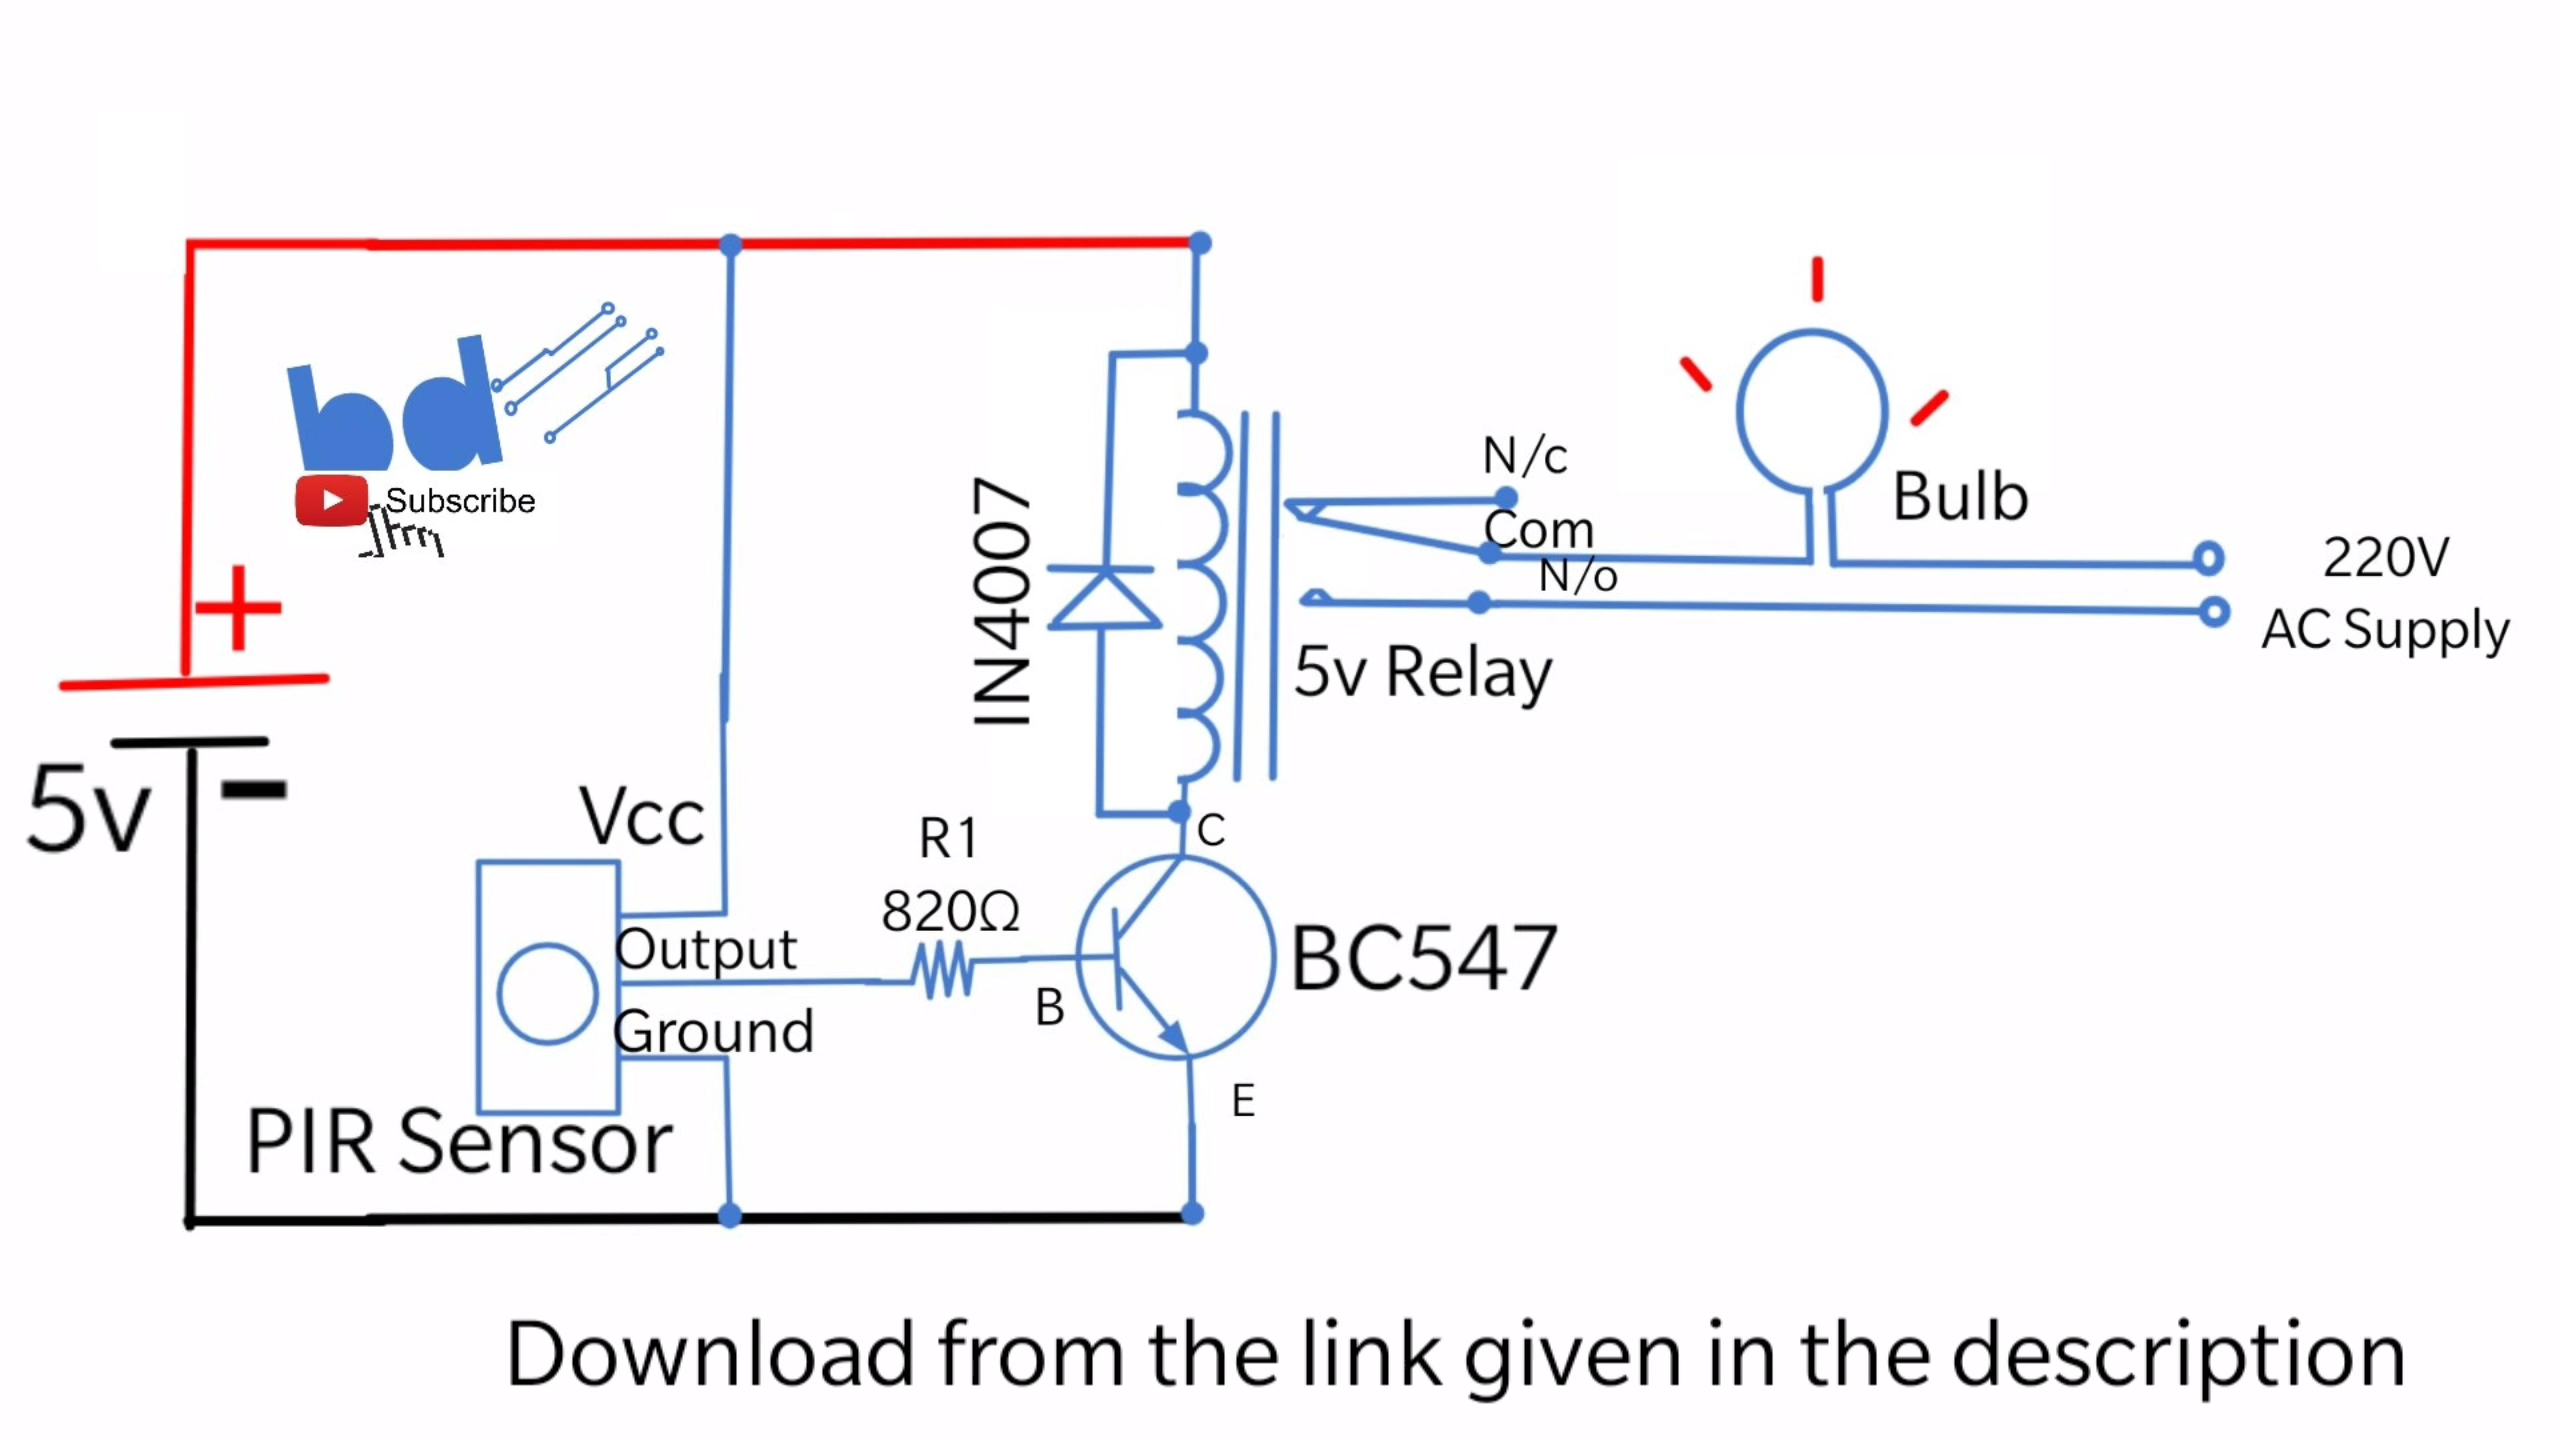 bd
Subscribe
+
5v
-
Vcc
Output
Ground
PIR Sensor
R1
820Ω
IN4007
C
B
E
BC547
N/c
Com
N/o
5v Relay
Bulb
220V
AC Supply
Download from the link given in the description